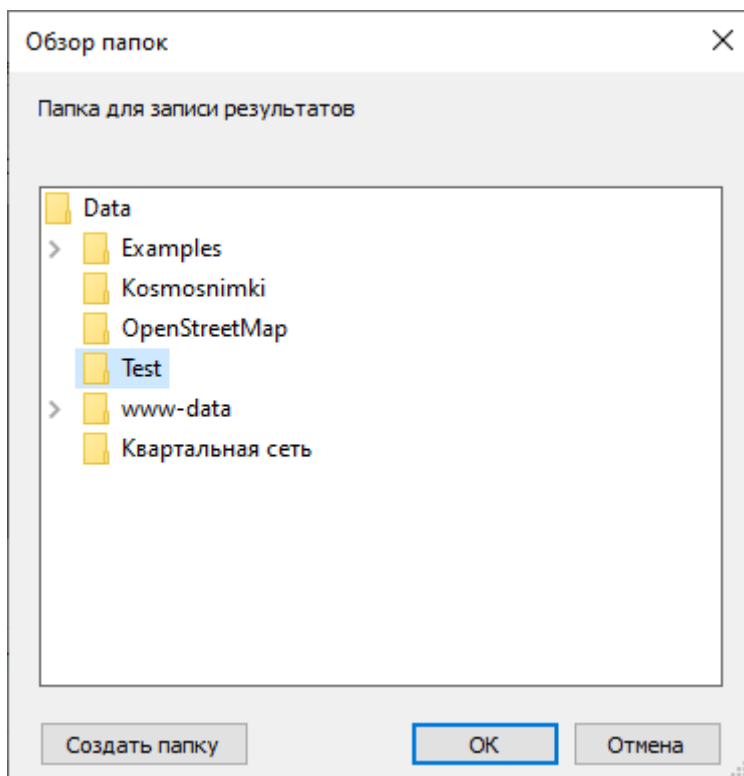 Обзор папок
Папка для записи результатов
Data
Examples
Kosmosnimki
OpenStreetMap
Test
www-data
Квартальная сеть
Создать папку
OK
Отмена